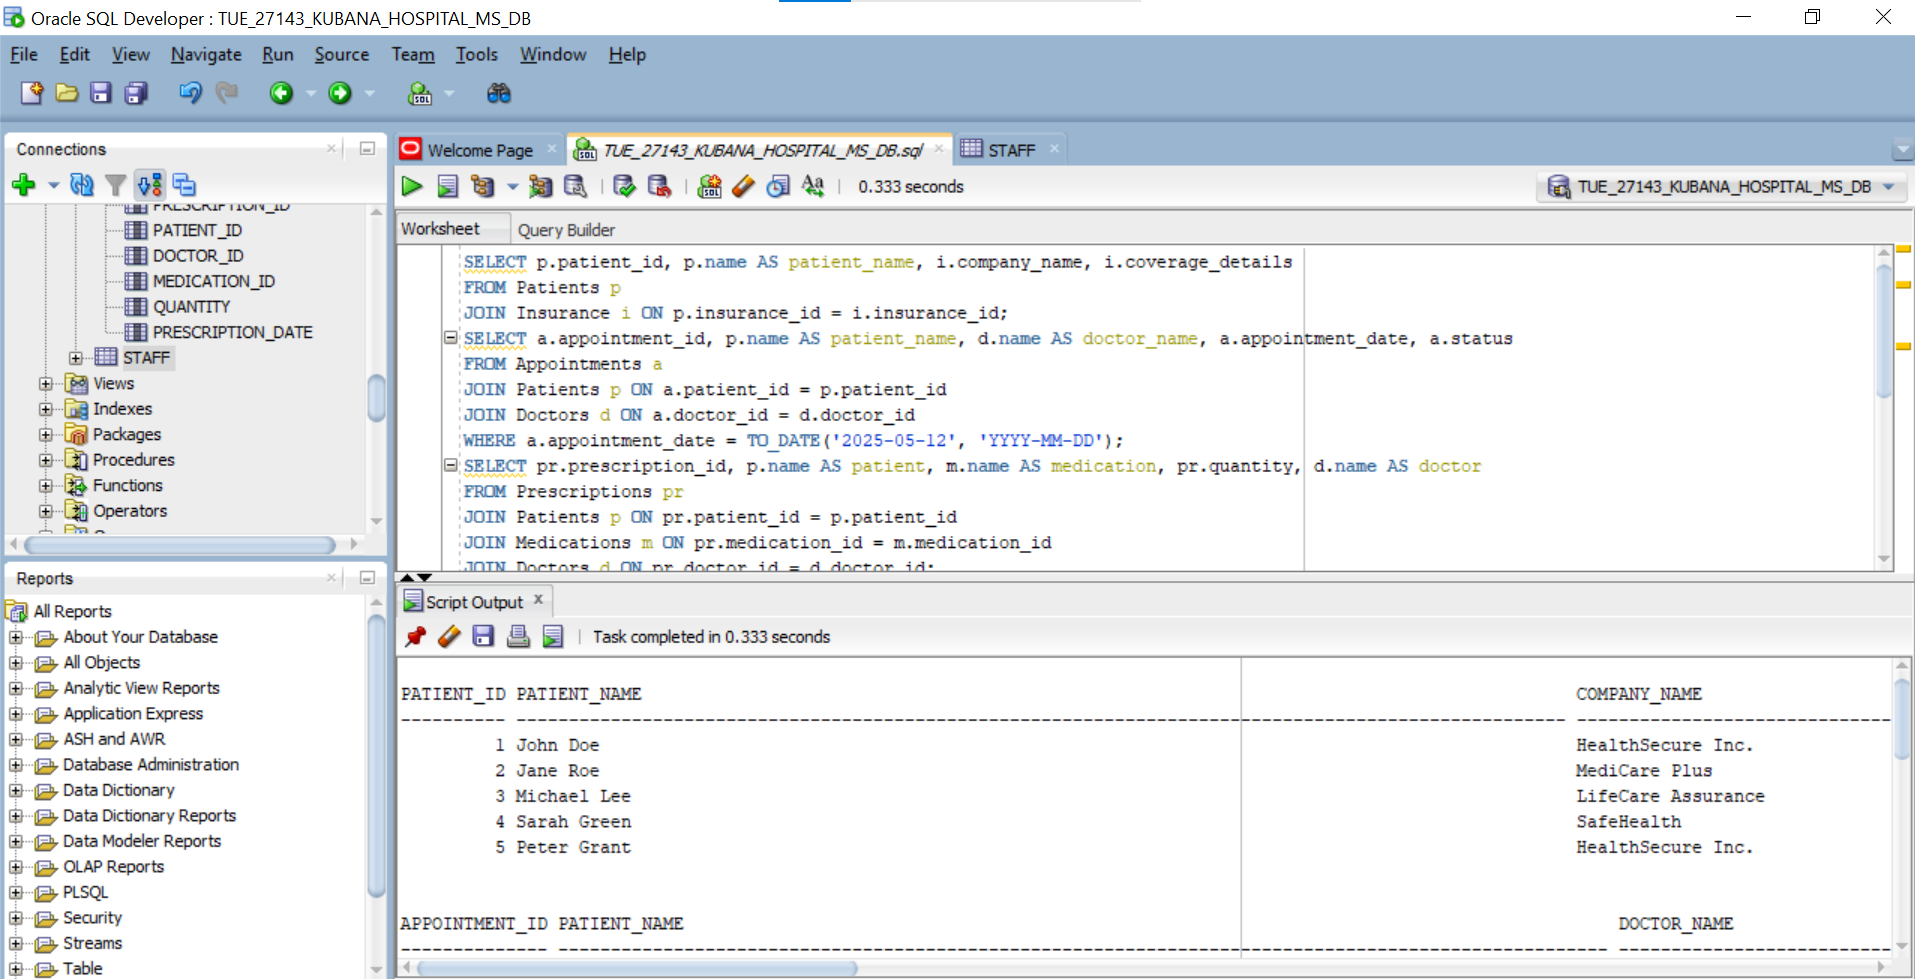 Oracle SQL Developer : TUE_27143_KUBANA_HOSPITAL_MS_DB
File Edit View Navigate Run Source Team Tools Window Help
Connections
PRESCRIPTION_ID
PATIENT_ID
DOCTOR_ID
MEDICATION_ID
QUANTITY
PRESCRIPTION_DATE
STAFF
Views
Indexes
Packages
Procedures
Functions
Operators
Reports
All Reports
About Your Database
All Objects
Analytic View Reports
Application Express
ASH and AWR
Database Administration
Data Dictionary
Data Dictionary Reports
Data Modeler Reports
OLAP Reports
PLSQL
Security
Streams
Table
Welcome Page TUE_27143_KUBANA_HOSPITAL_MS_DB.sql STAFF
0.333 seconds TUE_27143_KUBANA_HOSPITAL_MS_DB
Worksheet Query Builder
SELECT p.patient_id, p.name AS patient_name, i.company_name, i.coverage_details
FROM Patients p
JOIN Insurance i ON p.insurance_id = i.insurance_id;
SELECT a.appointment_id, p.name AS patient_name, d.name AS doctor_name, a.appointment_date, a.status
FROM Appointments a
JOIN Patients p ON a.patient_id = p.patient_id
JOIN Doctors d ON a.doctor_id = d.doctor_id
WHERE a.appointment_date = TO_DATE('2025-05-12', 'YYYY-MM-DD');
SELECT pr.prescription_id, p.name AS patient, m.name AS medication, pr.quantity, d.name AS doctor
FROM Prescriptions pr
JOIN Patients p ON pr.patient_id = p.patient_id
JOIN Medications m ON pr.medication_id = m.medication_id
JOIN Doctors d ON pr.doctor_id = d.doctor_id;
Script Output
Task completed in 0.333 seconds
PATIENT_ID PATIENT_NAME COMPANY_NAME
1 John Doe HealthSecure Inc.
2 Jane Roe MediCare Plus
3 Michael Lee LifeCare Assurance
4 Sarah Green SafeHealth
5 Peter Grant HealthSecure Inc.
APPOINTMENT_ID PATIENT_NAME DOCTOR_NAME